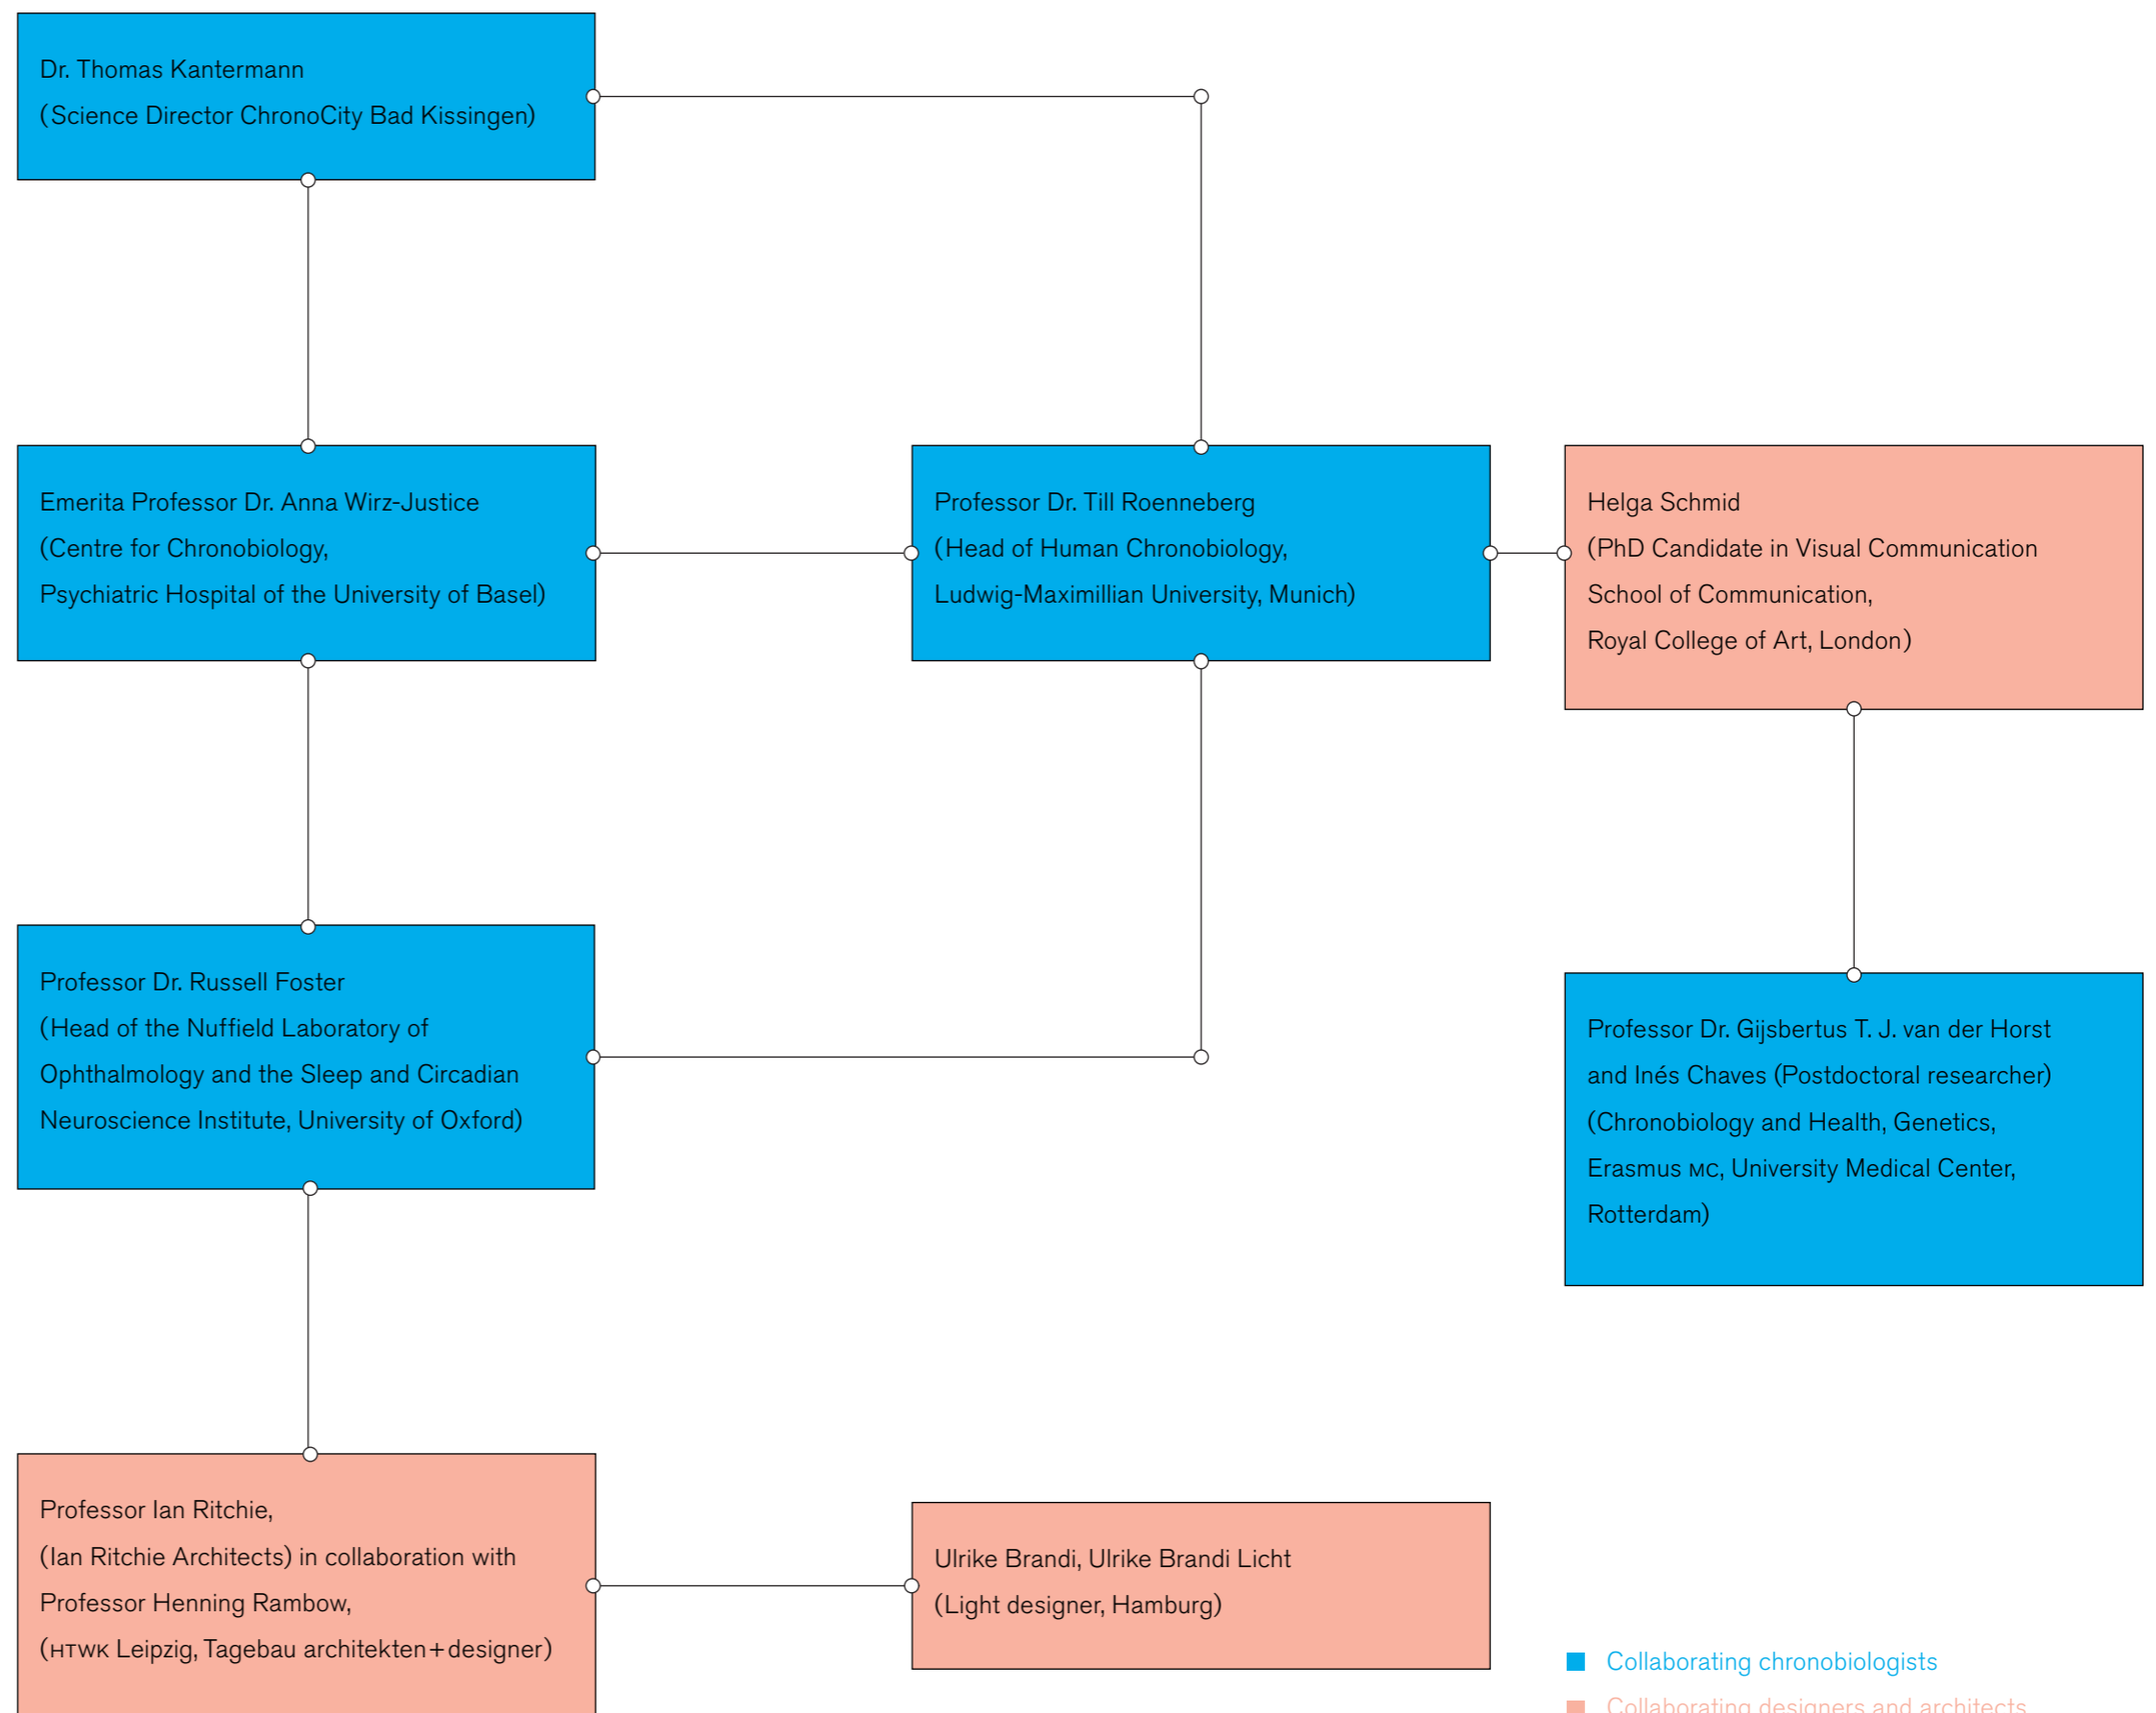 Dr. Thomas Kantermann
(Science Director ChronoCity Bad Kissingen)
Emerita Professor Dr. Anna Wirz-Justice
(Centre for Chronobiology,
Psychiatric Hospital of the University of Basel)
Professor Dr. Till Roenneberg
(Head of Human Chronobiology,
Ludwig-Maximillian University, Munich)
Helga Schmid
(PhD Candidate in Visual Communication
School of Communication,
Royal College of Art, London)
Professor Dr. Russell Foster
(Head of the Nuffield Laboratory of
Ophthalmology and the Sleep and Circadian
Neuroscience Institute, University of Oxford)
Professor Dr. Gijsbertus T. J. van der Horst
and Inés Chaves (Postdoctoral researcher)
(Chronobiology and Health, Genetics,
Erasmus MC, University Medical Center,
Rotterdam)
Professor Ian Ritchie,
(Ian Ritchie Architects) in collaboration with
Professor Henning Rambow,
(HTWK Leipzig, Tagebau architekten+designer)
Ulrike Brandi, Ulrike Brandi Licht
(Light designer, Hamburg)
Collaborating chronobiologists
Collaborating designers and architects